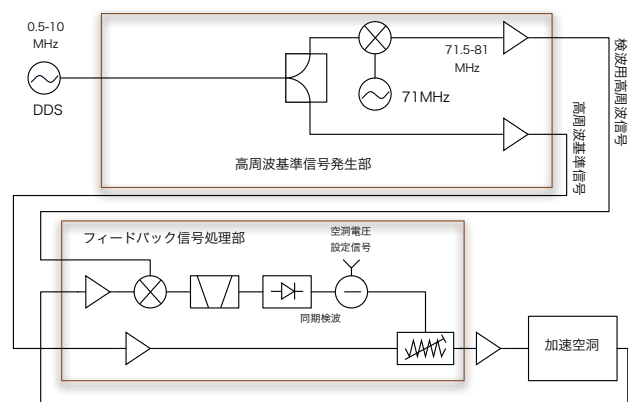 0.5-10
MHz
DDS
71.5-81
MHz
71MHz
高周波基準信号発生部
検波用高周波信号
高周波基準信号
フィードバック信号処理部
空洞電圧
設定信号
同期検波
加速空洞